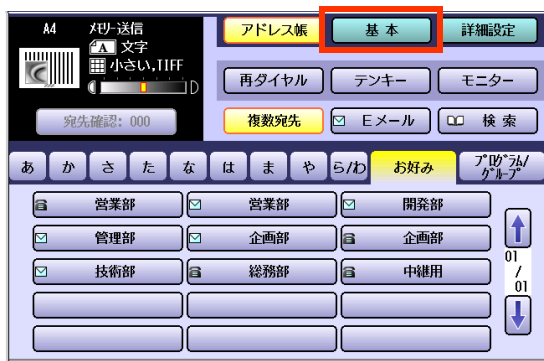 A4 ﾒﾓﾘｰ送信
A 文字
小さい,TIFF
D
宛先確認: 000
アドレス帳 基本 詳細設定
再ダイヤル テンキー モニター
複数宛先 Eメール 検索
あ か さ た な は ま や ら/わ お好み ﾌﾟﾛｸﾞﾗﾑ/
ｸﾞﾙｰﾌﾟ
営業部 営業部 開発部
管理部 企画部 企画部
技術部 総務部 中継用
01
/
01